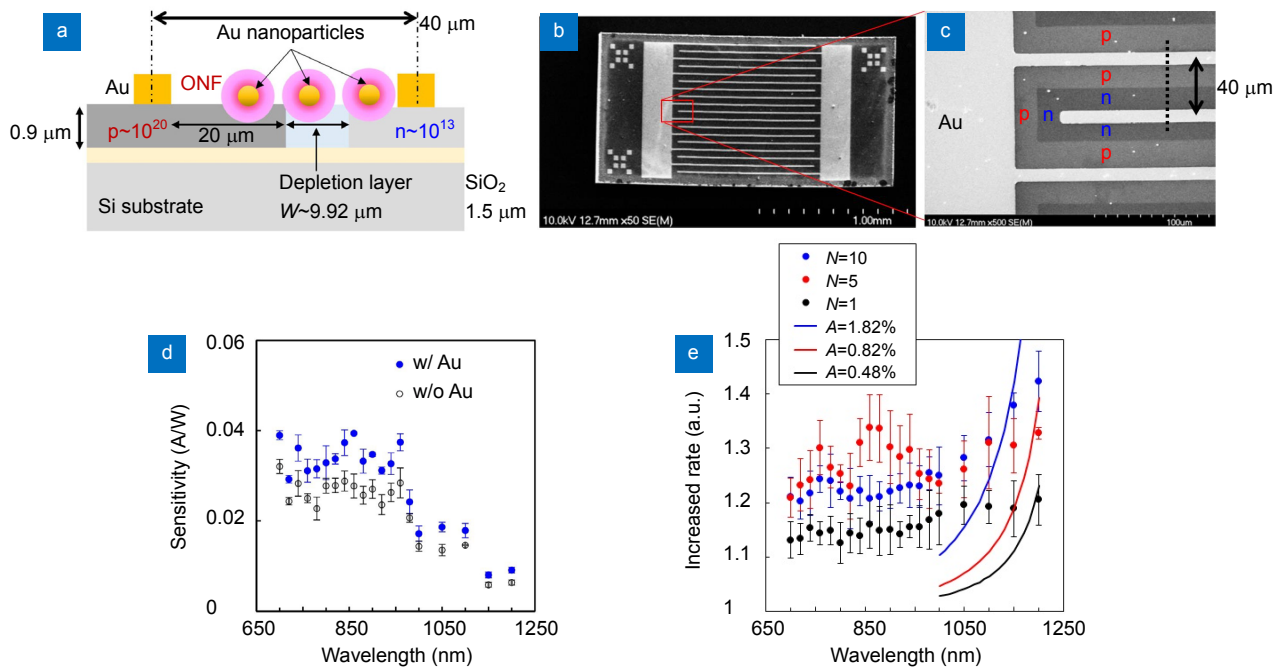 a
40 μm
Au nanoparticles
Au
ONF
0.9 μm
p~10²⁰
20 μm
n~10¹³
Depletion layer
W~9.92 μm
Si substrate
SiO₂
1.5 μm
b
10.0kV 12.7mm x50 SE(M)
1.00mm
c
p
p
n
p
n
Au
n
p
p
40 μm
10.0kV 12.7mm x500 SE(M)
100um
d
Sensitivity (A/W)
0.06
0.04
0.02
0
w/ Au
w/o Au
650
850
1050
1250
Wavelength (nm)
e
N=10
N=5
N=1
A=1.82%
A=0.82%
A=0.48%
Increased rate (a.u.)
1.5
1.4
1.3
1.2
1.1
1
650
850
1050
1250
Wavelength (nm)